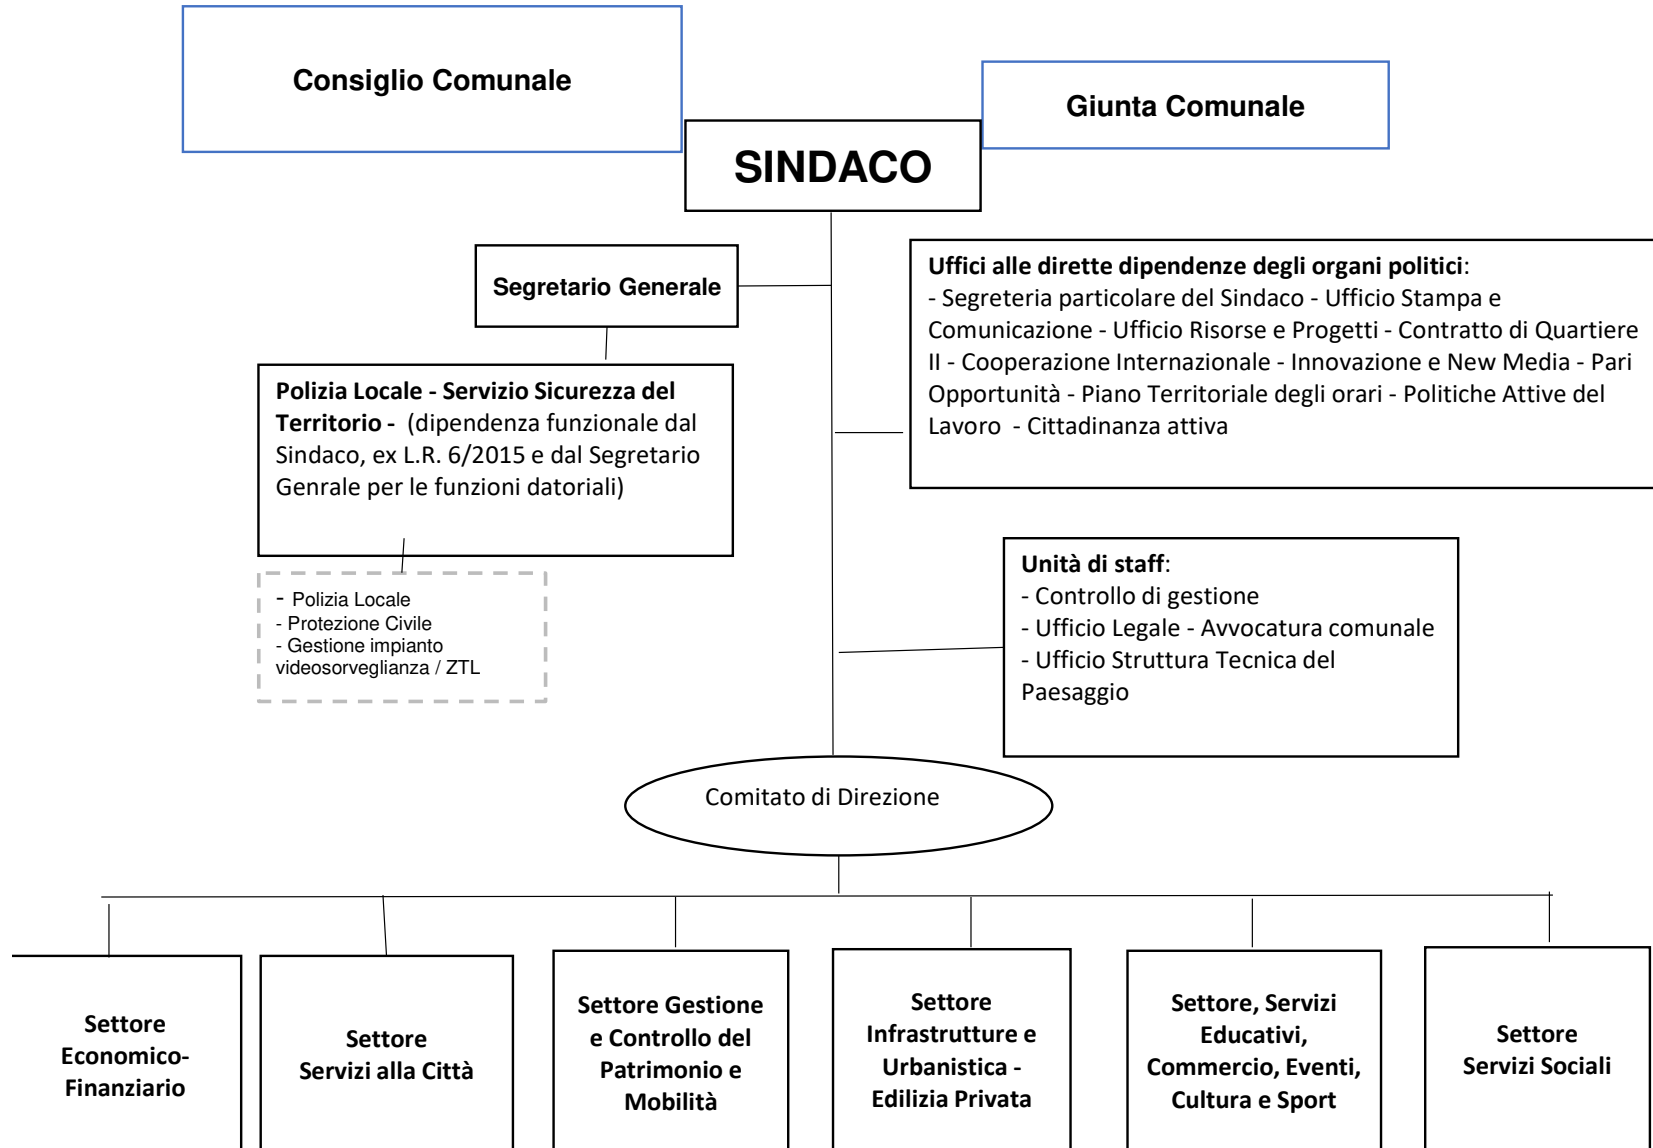 Consiglio Comunale
Giunta Comunale
SINDACO
Segretario Generale
Uffici alle dirette dipendenze degli organi politici:
- Segreteria particolare del Sindaco - Ufficio Stampa e
Comunicazione - Ufficio Risorse e Progetti - Contratto di Quartiere
II - Cooperazione Internazionale - Innovazione e New Media - Pari
Opportunità - Piano Territoriale degli orari - Politiche Attive del
Lavoro - Cittadinanza attiva
Polizia Locale - Servizio Sicurezza del
Territorio - (dipendenza funzionale dal
Sindaco, ex L.R. 6/2015 e dal Segretario
Genrale per le funzioni datoriali)
- Polizia Locale
- Protezione Civile
- Gestione impianto
videosorveglianza / ZTL
Unità di staff:
- Controllo di gestione
- Ufficio Legale - Avvocatura comunale
- Ufficio Struttura Tecnica del
Paesaggio
Comitato di Direzione
Settore
Economico-
Finanziario
Settore
Servizi alla Città
Settore Gestione
e Controllo del
Patrimonio e
Mobilità
Settore
Infrastrutture e
Urbanistica -
Edilizia Privata
Settore, Servizi
Educativi,
Commercio, Eventi,
Cultura e Sport
Settore
Servizi Sociali